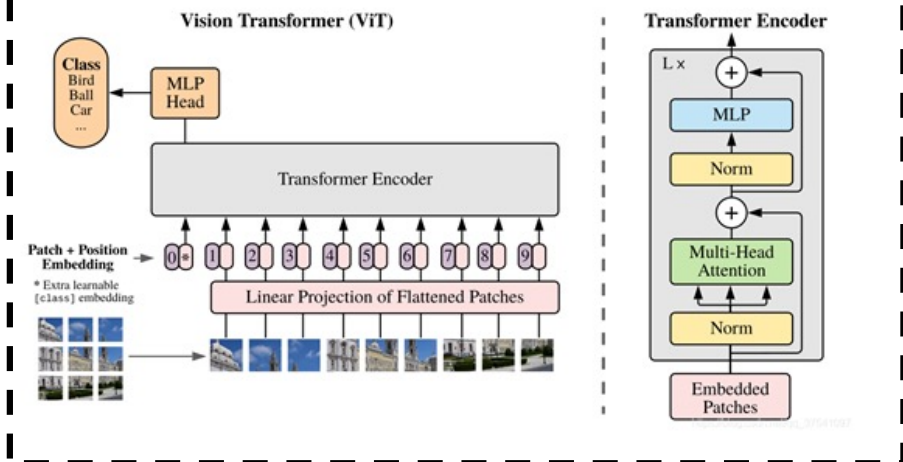 Vision Transformer (ViT)
Class
Bird
Ball
Car
...
MLP
Head
Transformer Encoder
Patch + Position
Embedding
* Extra learnable
[class] embedding
0 * 1 2 3 4 5 6 7 8 9
Linear Projection of Flattened Patches
Transformer Encoder
L ×
+
MLP
Norm
+
Multi-Head
Attention
Norm
Embedded
Patches